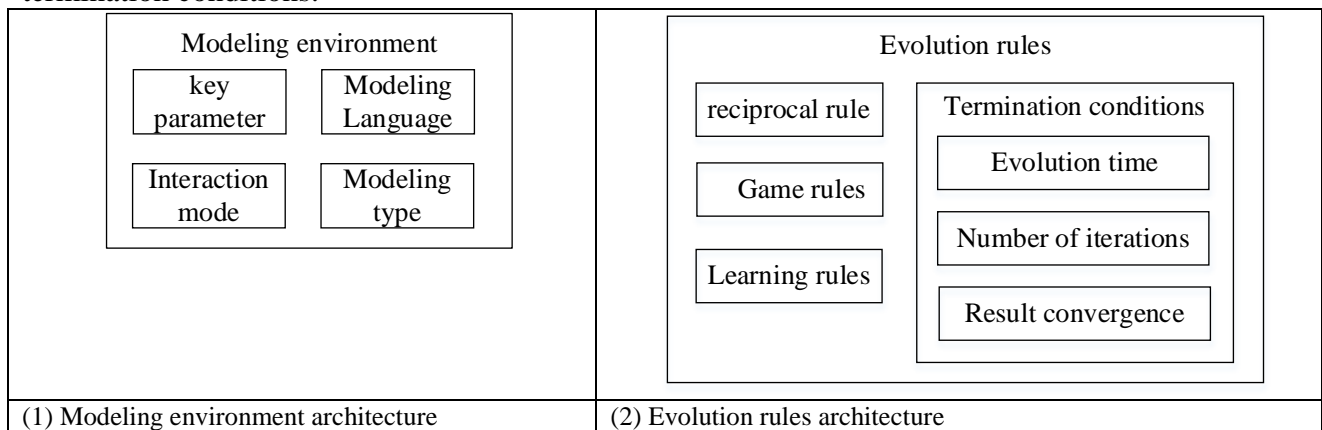 termination conditions.
Modeling environment
key
parameter
Modeling
Language
Interaction
mode
Modeling
type
Evolution rules
reciprocal rule
Game rules
Learning rules
Termination conditions
Evolution time
Number of iterations
Result convergence
(1) Modeling environment architecture
(2) Evolution rules architecture